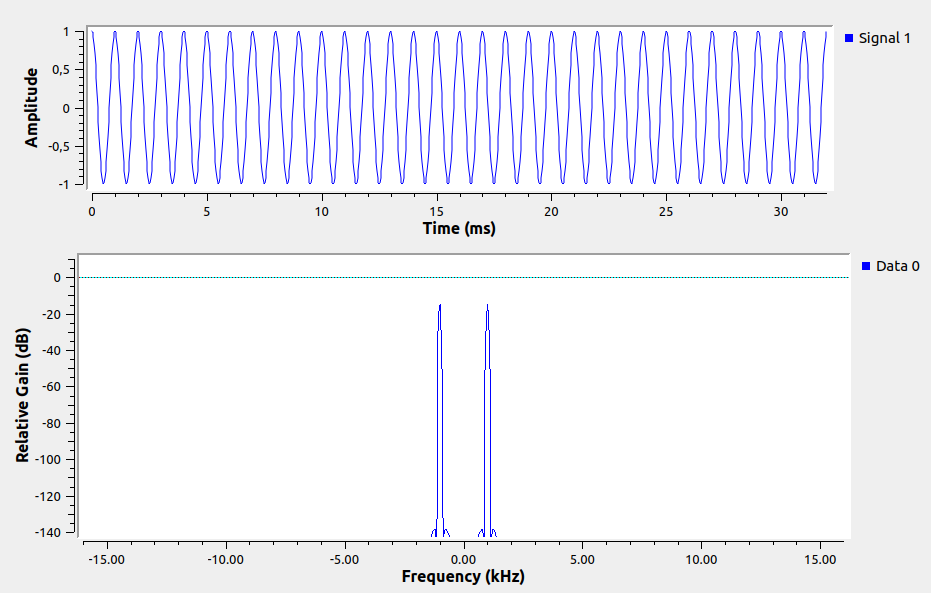 1
0,5
0
-0,5
-1
Amplitude
0 5 10 15 20 25 30
Time (ms)
Signal 1
0
-20
-40
-60
-80
-100
-120
-140
Relative Gain (dB)
-15.00 -10.00 -5.00 0.00 5.00 10.00 15.00
Frequency (kHz)
Data 0